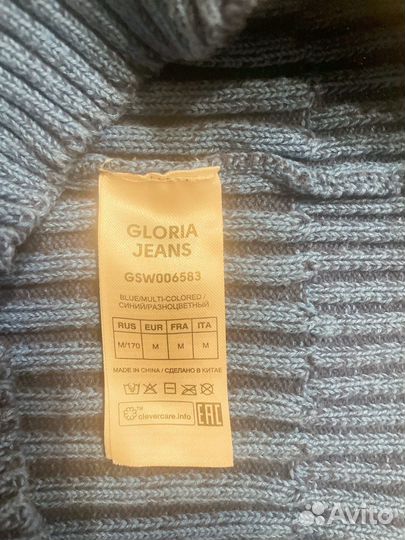 GLORIA
JEANS
GSW006583
BLUE/MULTI-COLORED /
СИНИЙ/РАЗНОЦВЕТНЫЙ
RUS EUR FRA ITA
M/170 M M M
MADE IN CHINA / СДЕЛАНО В КИТАЕ
™ clevercare.info EAC
Avito